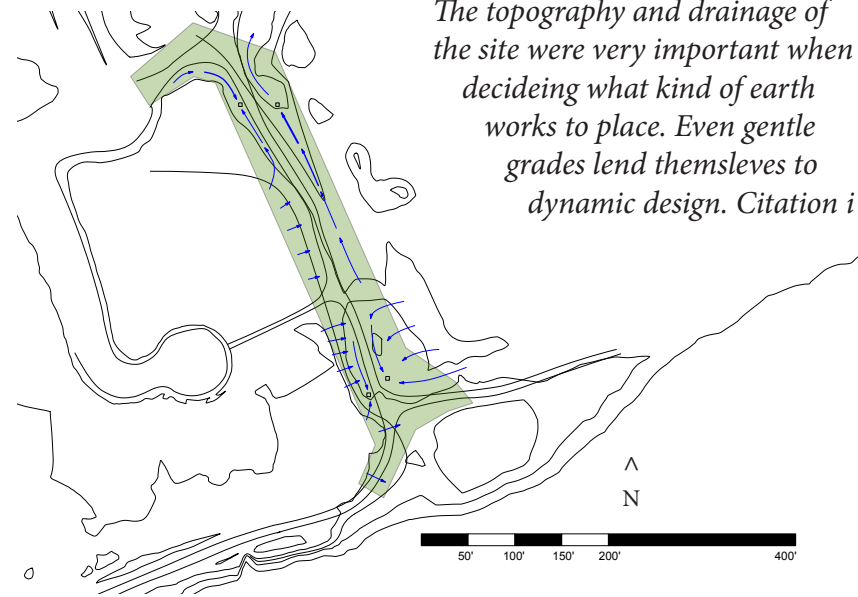 The topography and drainage of
the site were very important when
decideing what kind of earth
works to place. Even gentle
grades lend themsleves to
dynamic design. Citation i
^
N
50' 100' 150' 200' 400'